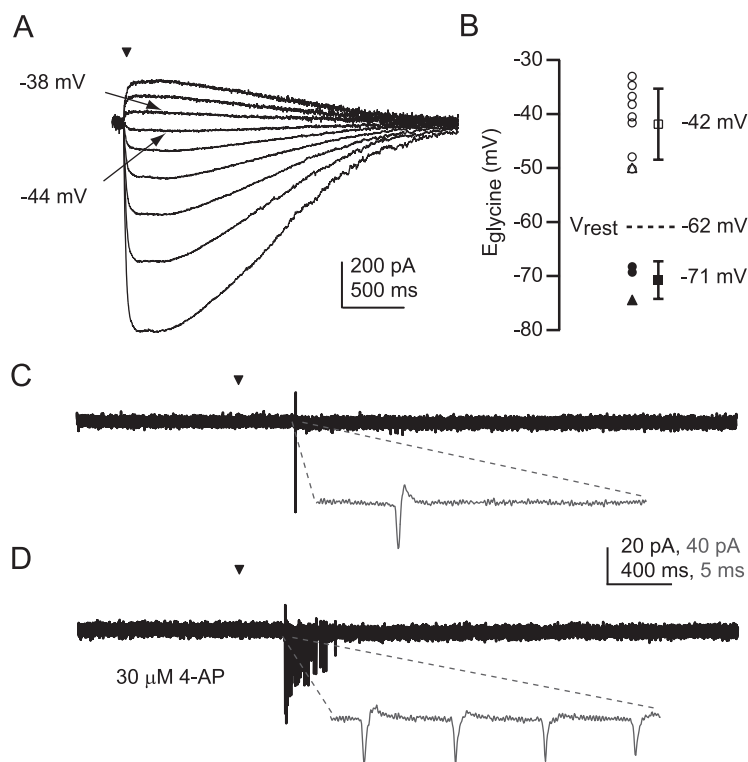 A
-38 mV
-44 mV
200 pA
500 ms
B
-30
-40
-50
-60
-70
-80
Eglycine (mV)
-42 mV
Vrest
-62 mV
-71 mV
C
20 pA, 40 pA
400 ms, 5 ms
D
30 μM 4-AP